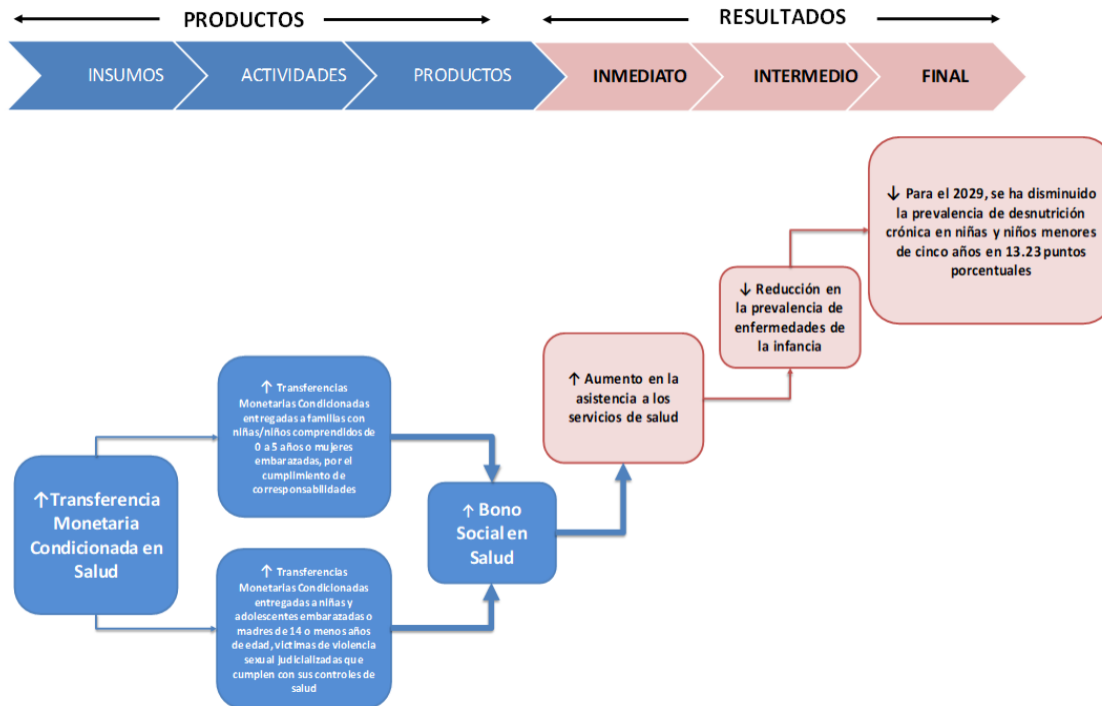 PRODUCTOS
RESULTADOS
INSUMOS
ACTIVIDADES
PRODUCTOS
INMEDIATO
INTERMEDIO
FINAL
↓ Para el 2029, se ha disminuido
la prevalencia de desnutrición
crónica en niñas y niños menores
de cinco años en 13.23 puntos
porcentuales
↓ Reducción en
la prevalencia de
enfermedades de
la infancia
↑ Aumento en la
asistencia a los
servicios de salud
↑ Transferencias
Monetarias Condicionadas
entregadas a familias con
niñas/niños comprendidos de
0 a 5 años o mujeres
embarazadas, por el
cumplimiento de
corresponsabilidades
↑Transferencia
Monetaria
Condicionada en
Salud
↑ Bono
Social en
Salud
↑ Transferencias
Monetarias Condicionadas
entregadas a niñas y
adolescentes embarazadas o
madres de 14 o menos años
de edad, víctimas de violencia
sexual judicializadas que
cumplen con sus controles de
salud